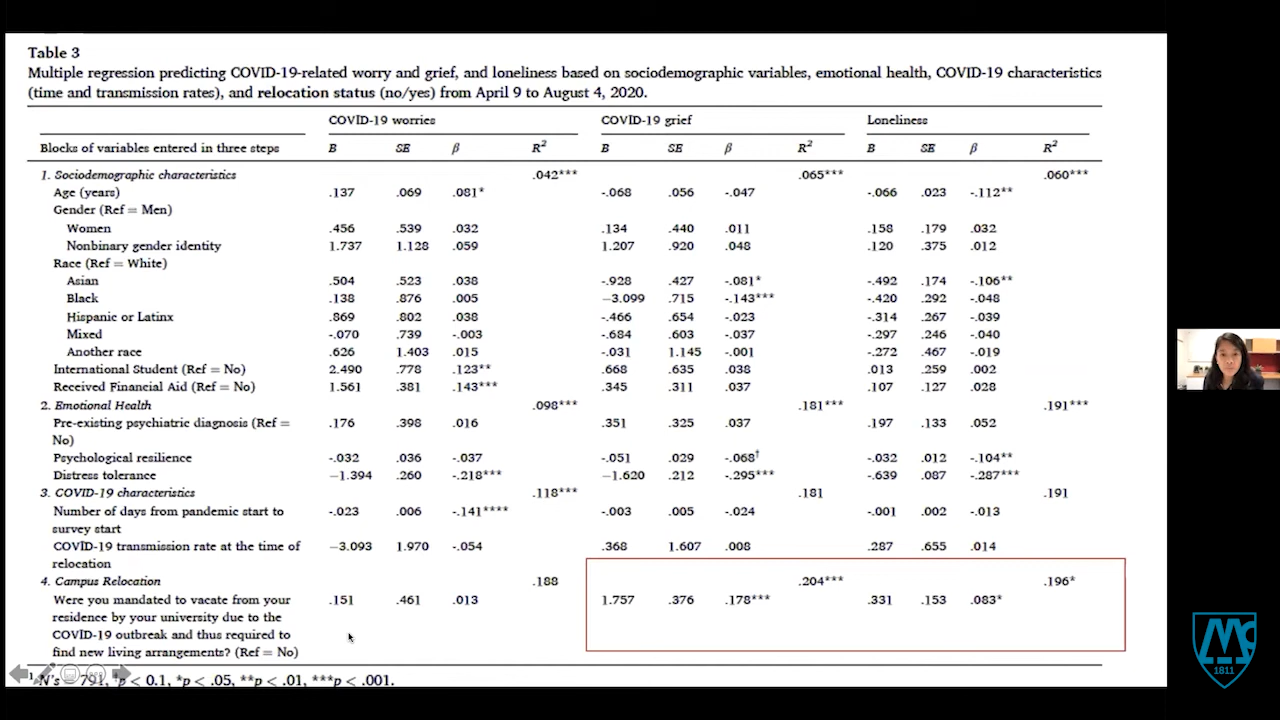 Table 3
Multiple regression predicting COVID-19-related worry and grief, and loneliness based on sociodemographic variables, emotional health, COVID-19 characteristics
(time and transmission rates), and relocation status (no/yes) from April 9 to August 4, 2020.
COVID-19 worries COVID-19 grief Loneliness
Blocks of variables entered in three steps B SE β R² B SE β R² B SE β R²
1. Sociodemographic characteristics .042*** .065*** .060***
Age (years) .137 .069 .081* -.068 .056 -.047 -.066 .023 -.112**
Gender (Ref = Men)
Women .456 .539 .032 .134 .440 .011 .158 .179 .032
Nonbinary gender identity 1.737 1.128 .059 1.207 .920 .048 .120 .375 .012
Race (Ref = White)
Asian .504 .523 .038 -.928 .427 -.081* -.492 .174 -.106**
Black .138 .876 .005 −3.099 .715 -.143*** -.420 .292 -.048
Hispanic or Latinx .869 .802 .038 -.466 .654 -.023 -.314 .267 -.039
Mixed -.070 .739 -.003 -.684 .603 -.037 -.297 .246 -.040
Another race .626 1.403 .015 -.031 1.145 -.001 -.272 .467 -.019
International Student (Ref = No) 2.490 .778 .123** .668 .635 .038 .013 .259 .002
Received Financial Aid (Ref = No) 1.561 .381 .143*** .345 .311 .037 .107 .127 .028
2. Emotional Health .098*** .181*** .191***
Pre-existing psychiatric diagnosis (Ref = .176 .398 .016 .351 .325 .037 .197 .133 .052
No)
Psychological resilience -.032 .036 -.037 -.051 .029 -.068† -.032 .012 -.104**
Distress tolerance −1.394 .260 -.218*** −1.620 .212 -.295*** -.639 .087 -.287***
3. COVID-19 characteristics .118*** .181 .191
Number of days from pandemic start to -.023 .006 -.141**** -.003 .005 -.024 -.001 .002 -.013
survey start
COVID-19 transmission rate at the time of −3.093 1.970 -.054 .368 1.607 .008 .287 .655 .014
relocation
4. Campus Relocation .188 .204*** .196*
Were you mandated to vacate from your .151 .461 .013 1.757 .376 .178*** .331 .153 .083*
residence by your university due to the
COVID-19 outbreak and thus required to
find new living arrangements? (Ref = No)
N's = 791, †p < 0.1, *p < .05, **p < .01, ***p < .001.
1811